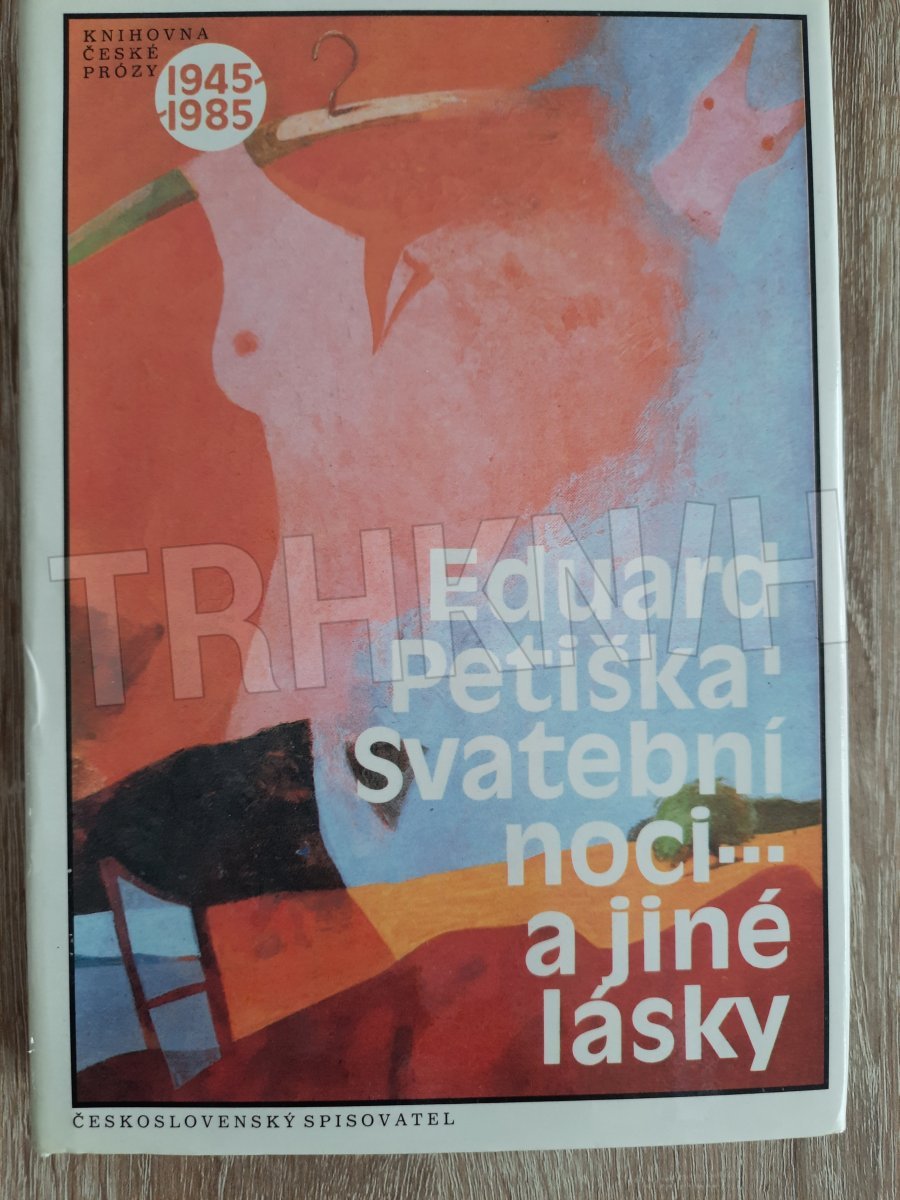 KNIHOVNA
ČESKÉ
PRÓZY
1945-
-1985
TRHKNIH
Eduard
Petiška
Svatební
noci...
a jiné
lásky
ČESKOSLOVENSKÝ SPISOVATEL